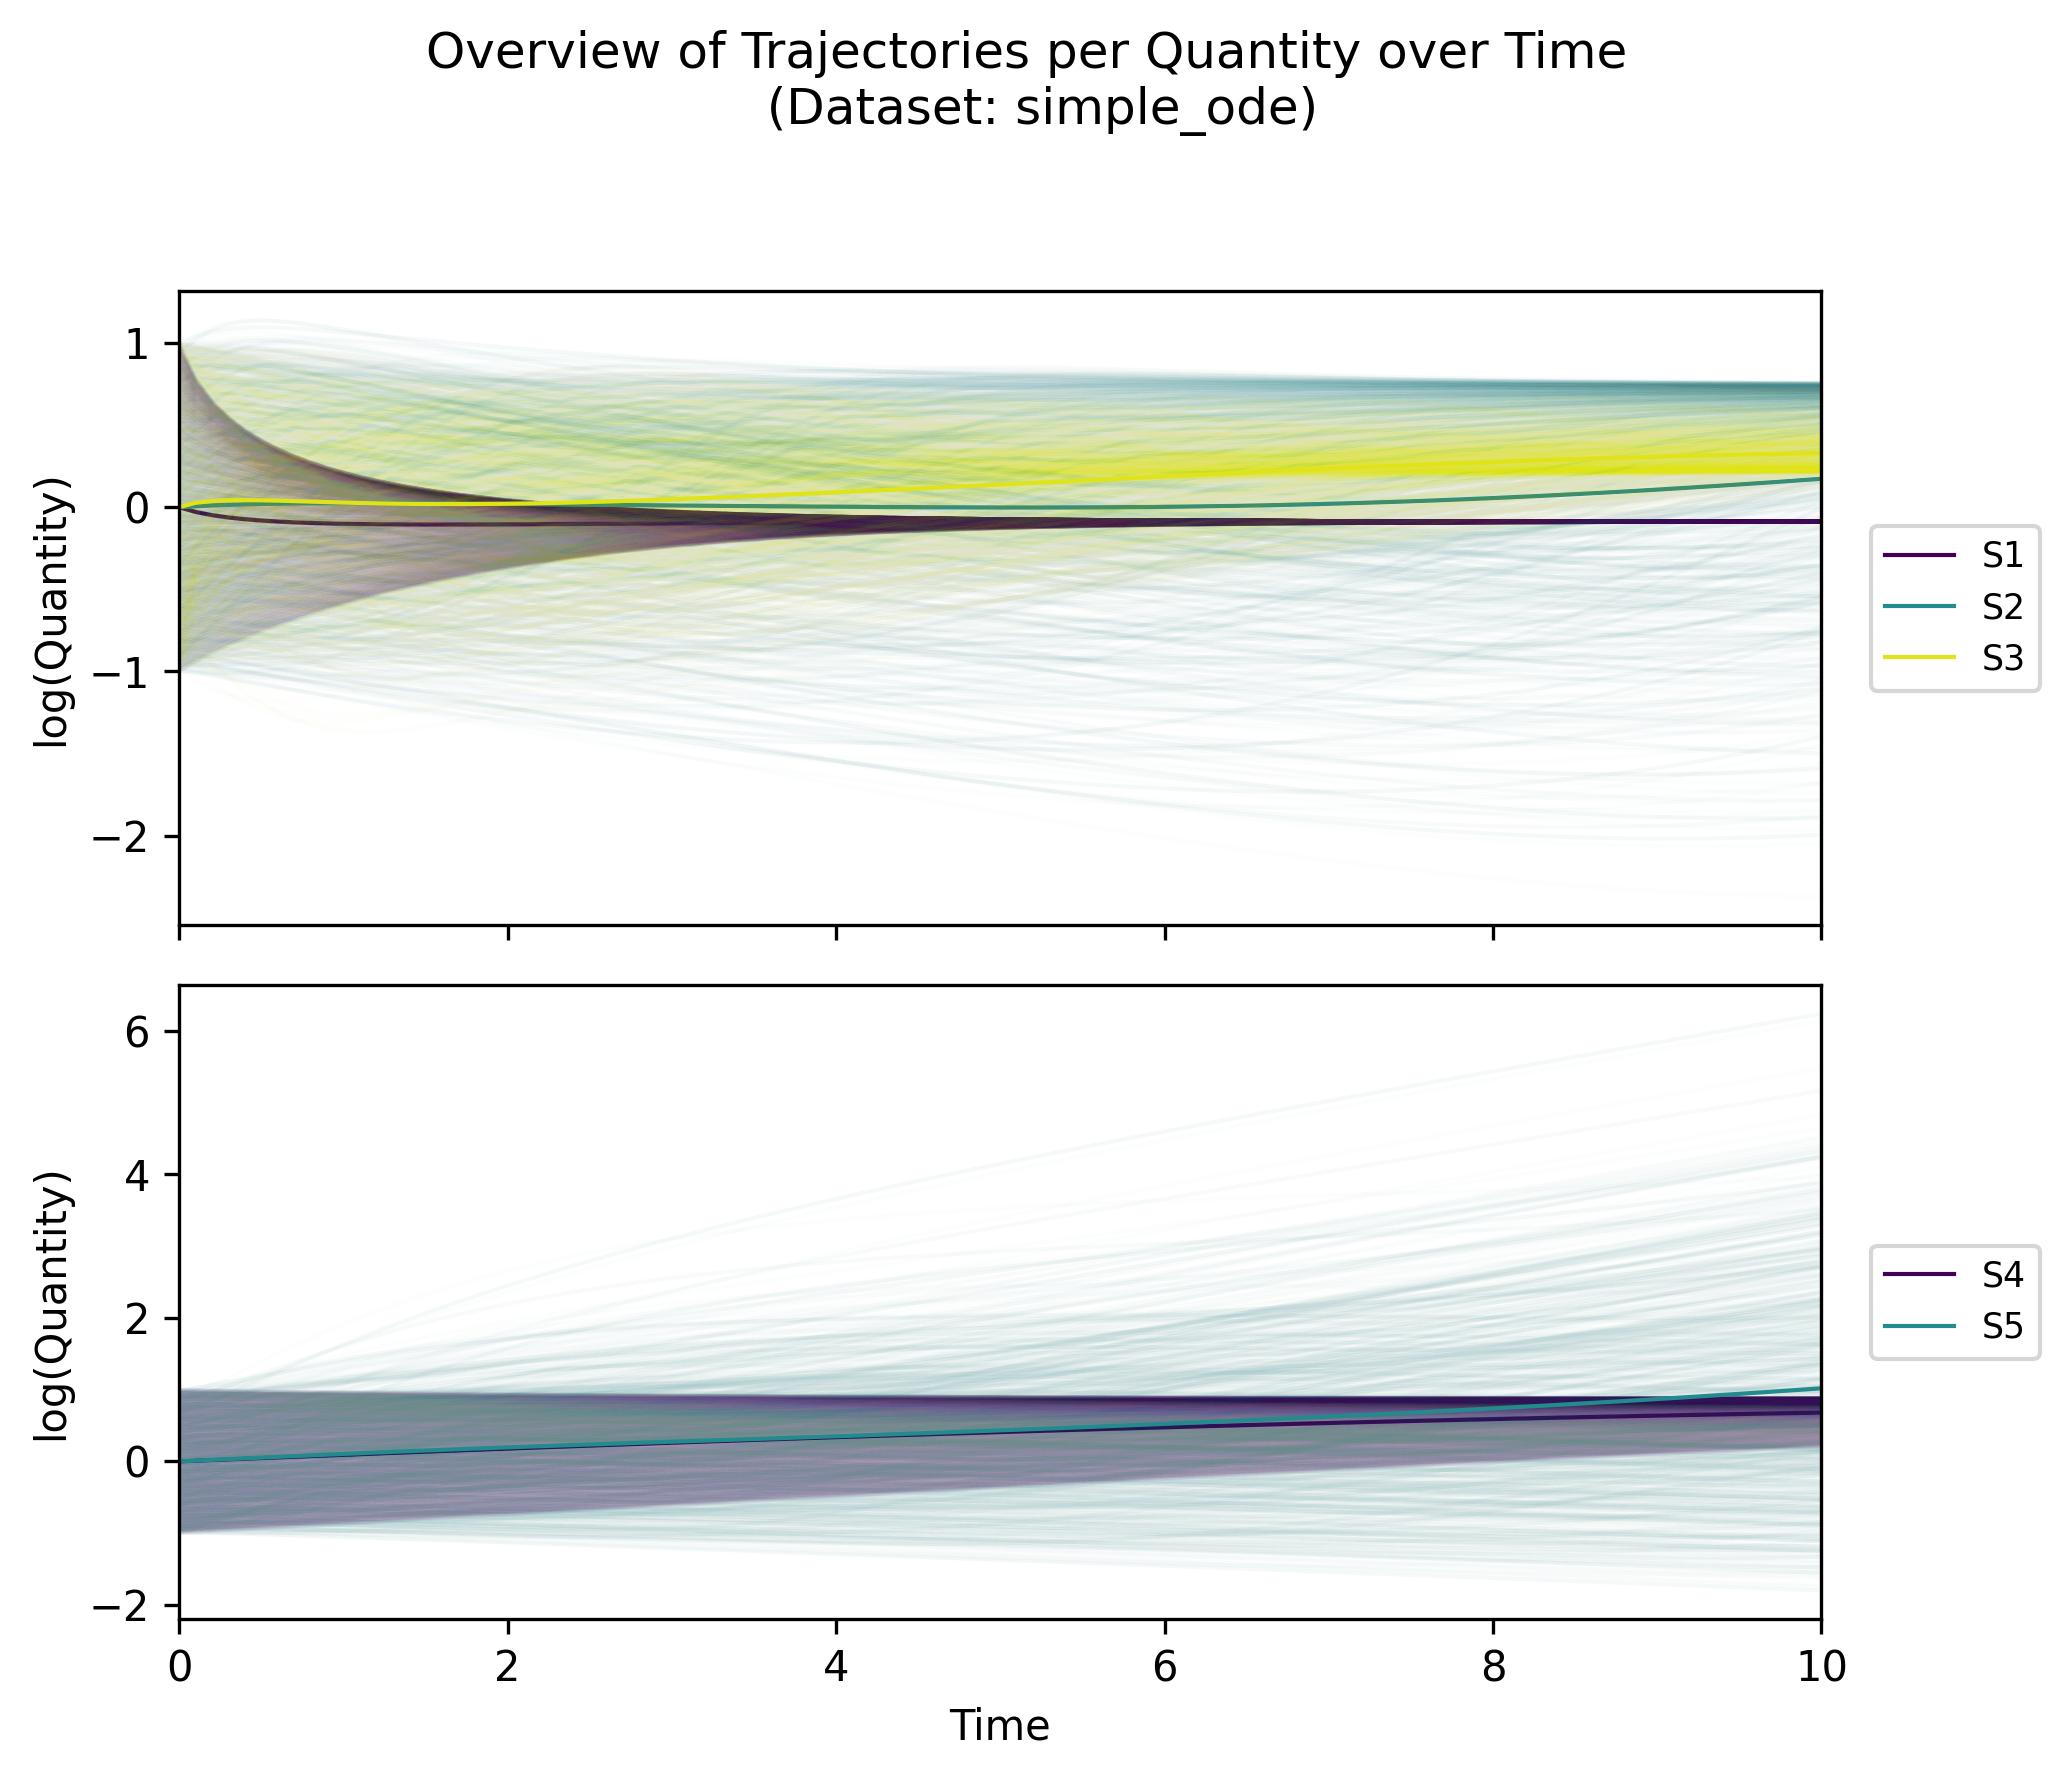 Overview of Trajectories per Quantity over Time
(Dataset: simple_ode)
log(Quantity)
1
0
−1
−2
S1
S2
S3
log(Quantity)
6
4
2
0
−2
S4
S5
0 2 4 6 8 10
Time